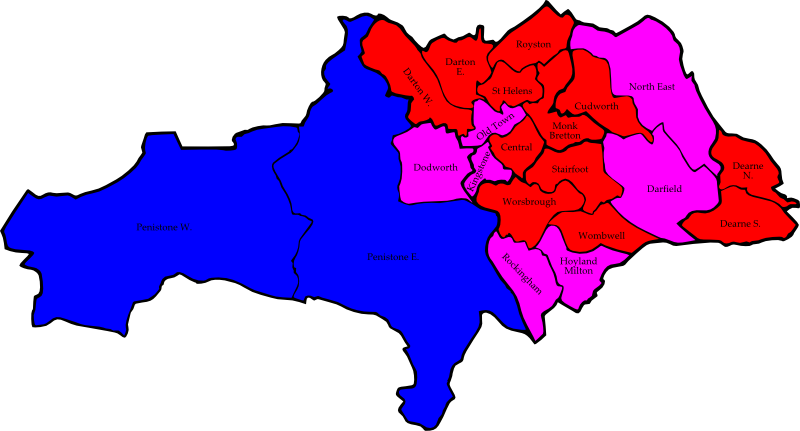 Royston
Darton
E.
Darton W.
St Helens
North East
Cudworth
Old Town
Monk
Bretton
Central
Dodworth
Kingstone
Stairfoot
Dearne
N.
Darfield
Worsbrough
Dearne S.
Penistone W.
Wombwell
Penistone E.
Rockingham
Hoyland
Milton